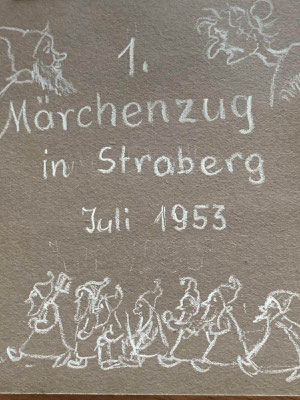 1.
Märchenzug
in Straberg
Juli 1953